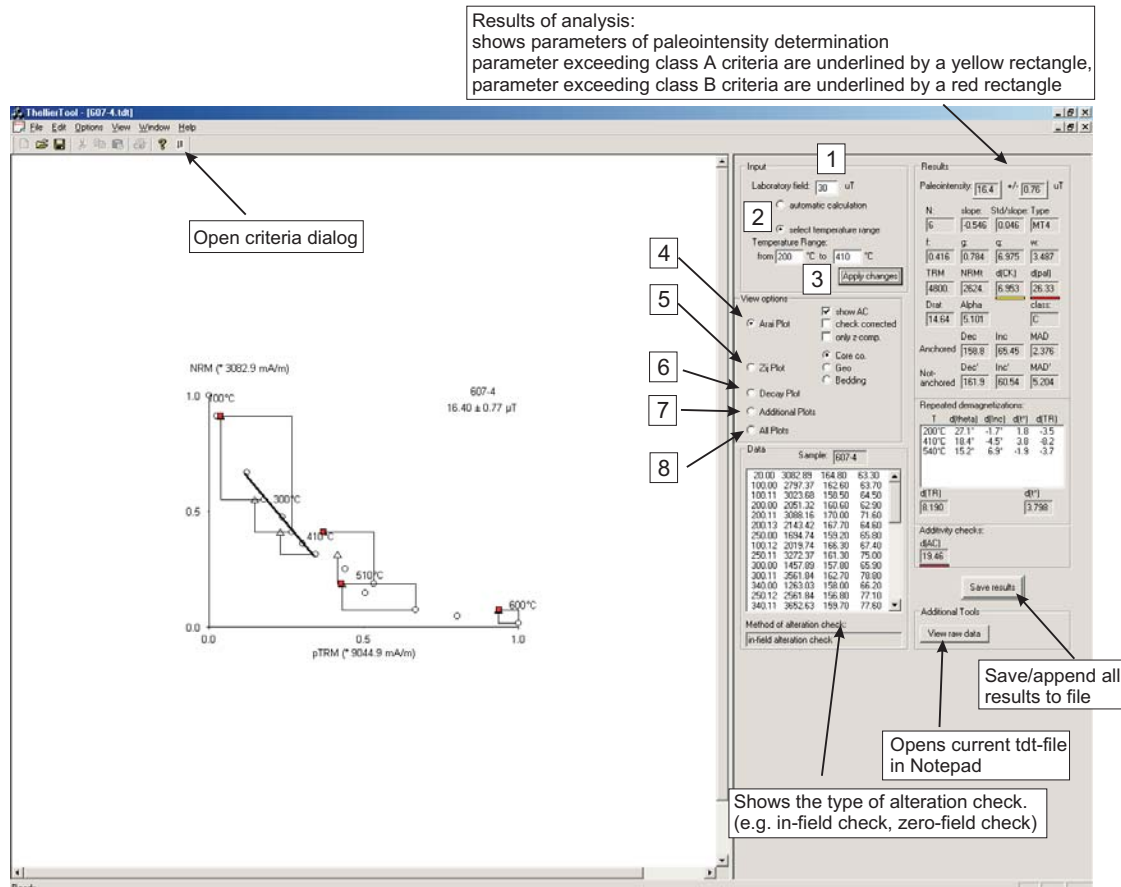 Results of analysis:
shows parameters of paleointensity determination
parameter exceeding class A criteria are underlined by a yellow rectangle,
parameter exceeding class B criteria are underlined by a red rectangle
ThellierTool - [607-4.tdt]
File Edit Options View Window Help
Open criteria dialog
NRM (* 3082.9 mA/m)
607-4
16.40 ± 0.77 µT
1.0
100°C
300°C
0.5
410°C
510°C
600°C
0.0
0.0 0.5 1.0
pTRM (* 9044.9 mA/m)
Input
1
Laboratory field: 30 uT
automatic calculation
2
select temperature range
Temperature Range:
from 200 °C to 410 °C
3
Apply changes
View options
4
Arai Plot
show AC
check corrected
only z-comp.
5
Zij Plot
Core co.
Geo
Bedding
6
Decay Plot
7
Additional Plots
8
All Plots
Data
Sample: 607-4
20.00 3082.89 164.80 63.30
100.00 2797.37 162.60 63.70
100.11 3023.68 158.50 64.50
200.00 2051.32 160.60 62.90
200.11 3088.16 170.00 71.60
200.13 2143.42 167.70 64.60
250.00 1694.74 159.20 65.80
100.12 2019.74 166.30 67.40
250.11 3272.37 161.30 75.00
300.00 1457.89 157.80 65.90
300.11 3561.84 162.70 78.80
340.00 1263.03 158.00 66.20
250.12 2561.84 156.80 77.10
340.11 3652.63 159.70 77.60
Method of alteration check:
in-field alteration check
Results
Paleointensity: 16.4 +/- 0.76 uT
N: slope: Std/slope: Type
6 -0.546 0.046 MT4
f: g: q: w:
0.416 0.784 6.975 3.487
TRM NRMt d(CK) d(pal)
4800. 2624. 6.953 26.33
Drat Alpha class:
14.64 5.101 C
Dec Inc MAD
Anchored 158.8 65.45 2.376
Dec' Inc' MAD'
Not-
anchored 161.9 60.54 5.204
Repeated demagnetizations:
T d(theta) d(Inc) d(t*) d(TR)
200°C 27.1° -1.7° 1.8 -3.5
410°C 18.4° -4.5° 3.8 -8.2
540°C 15.2° 6.9° -1.9 -3.7
d(TR) d(t*)
8.190 3.798
Additivity checks:
d(AC)
19.46
Save results
Additional Tools
View raw data
Save/append all
results to file
Opens current tdt-file
in Notepad
Shows the type of alteration check.
(e.g. in-field check, zero-field check)